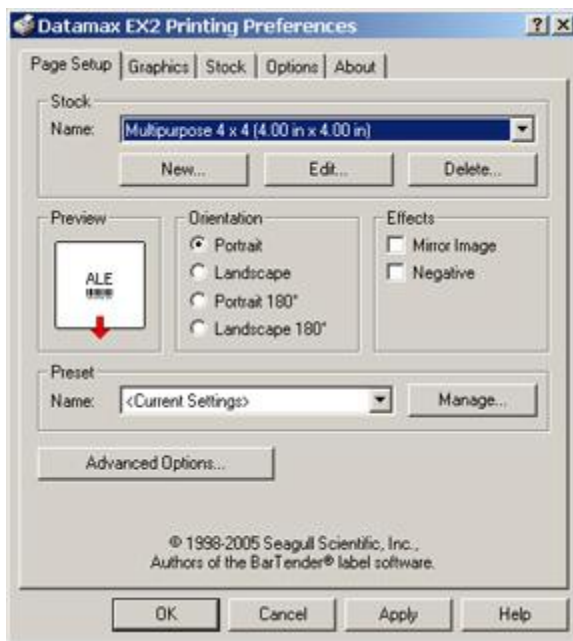 Datamax EX2 Printing Preferences
Page Setup Graphics Stock Options About
Stock
Name: Multipurpose 4 x 4 (4.00 in x 4.00 in)
New... Edit... Delete...
Preview
ALE
Orientation
Portrait
Landscape
Portrait 180°
Landscape 180°
Effects
Mirror Image
Negative
Preset
Name: <Current Settings> Manage...
Advanced Options...
© 1998-2005 Seagull Scientific, Inc.,
Authors of the BarTender® label software.
OK Cancel Apply Help